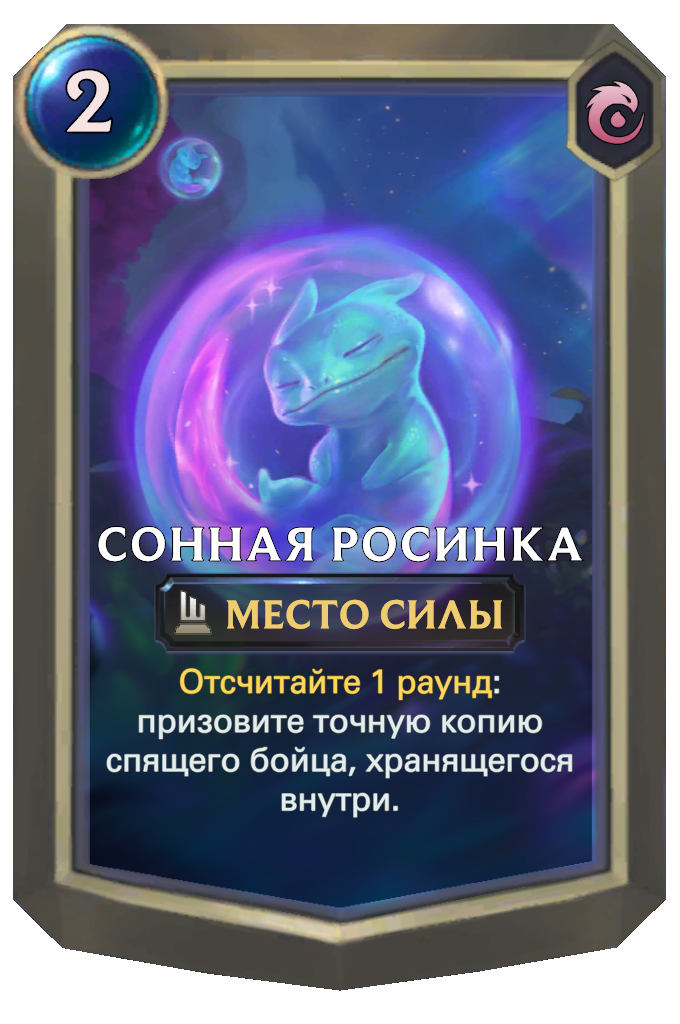 2
СОННАЯ РОСИНКА
МЕСТО СИЛЫ
Отсчитайте 1 раунд:
призовите точную копию
спящего бойца, хранящегося
внутри.